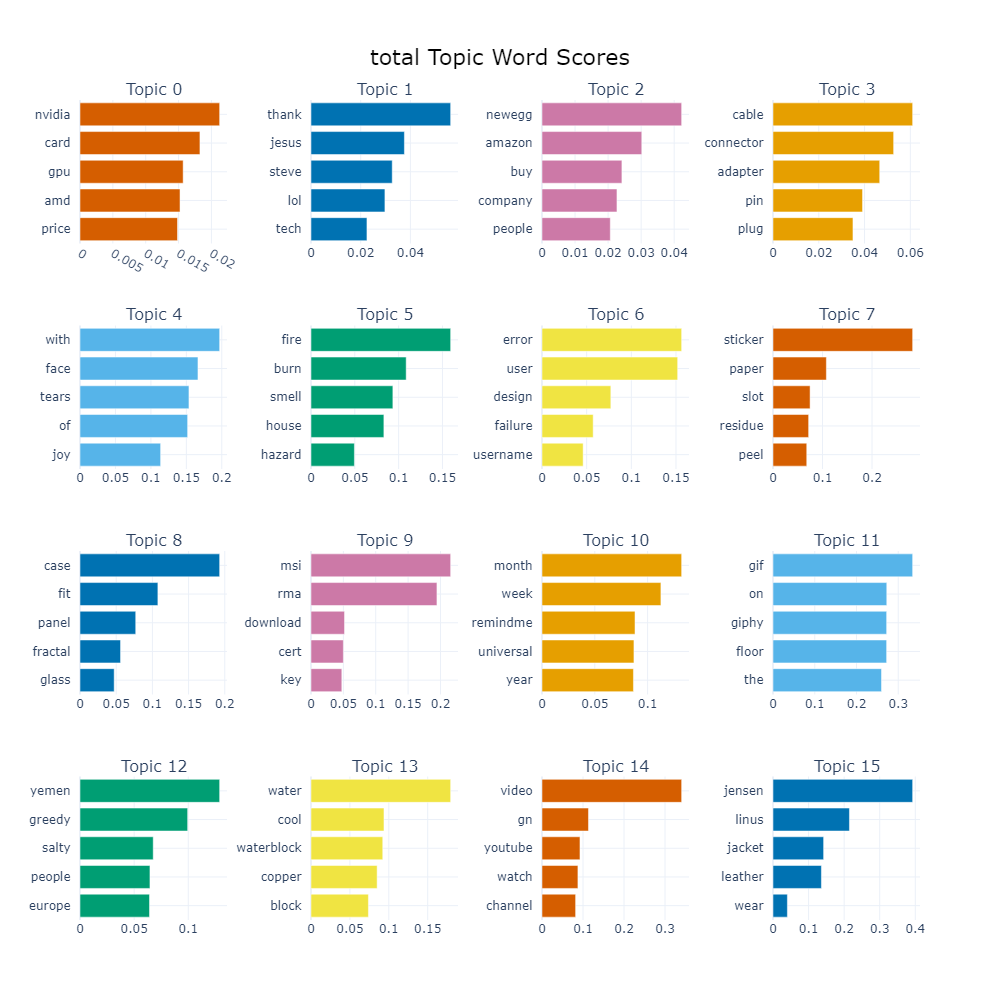 total Topic Word Scores
Topic 0
nvidia
card
gpu
amd
price
0 0.005 0.01 0.015 0.02
Topic 1
thank
jesus
steve
lol
tech
0 0.02 0.04
Topic 2
newegg
amazon
buy
company
people
0 0.01 0.02 0.03 0.04
Topic 3
cable
connector
adapter
pin
plug
0 0.02 0.04 0.06
Topic 4
with
face
tears
of
joy
0 0.05 0.1 0.15 0.2
Topic 5
fire
burn
smell
house
hazard
0 0.05 0.1 0.15
Topic 6
error
user
design
failure
username
0 0.05 0.1 0.15
Topic 7
sticker
paper
slot
residue
peel
0 0.1 0.2
Topic 8
case
fit
panel
fractal
glass
0 0.05 0.1 0.15 0.2
Topic 9
msi
rma
download
cert
key
0 0.05 0.1 0.15 0.2
Topic 10
month
week
remindme
universal
year
0 0.05 0.1
Topic 11
gif
on
giphy
floor
the
0 0.1 0.2 0.3
Topic 12
yemen
greedy
salty
people
europe
0 0.05 0.1
Topic 13
water
cool
waterblock
copper
block
0 0.05 0.1 0.15
Topic 14
video
gn
youtube
watch
channel
0 0.1 0.2 0.3
Topic 15
jensen
linus
jacket
leather
wear
0 0.1 0.2 0.3 0.4